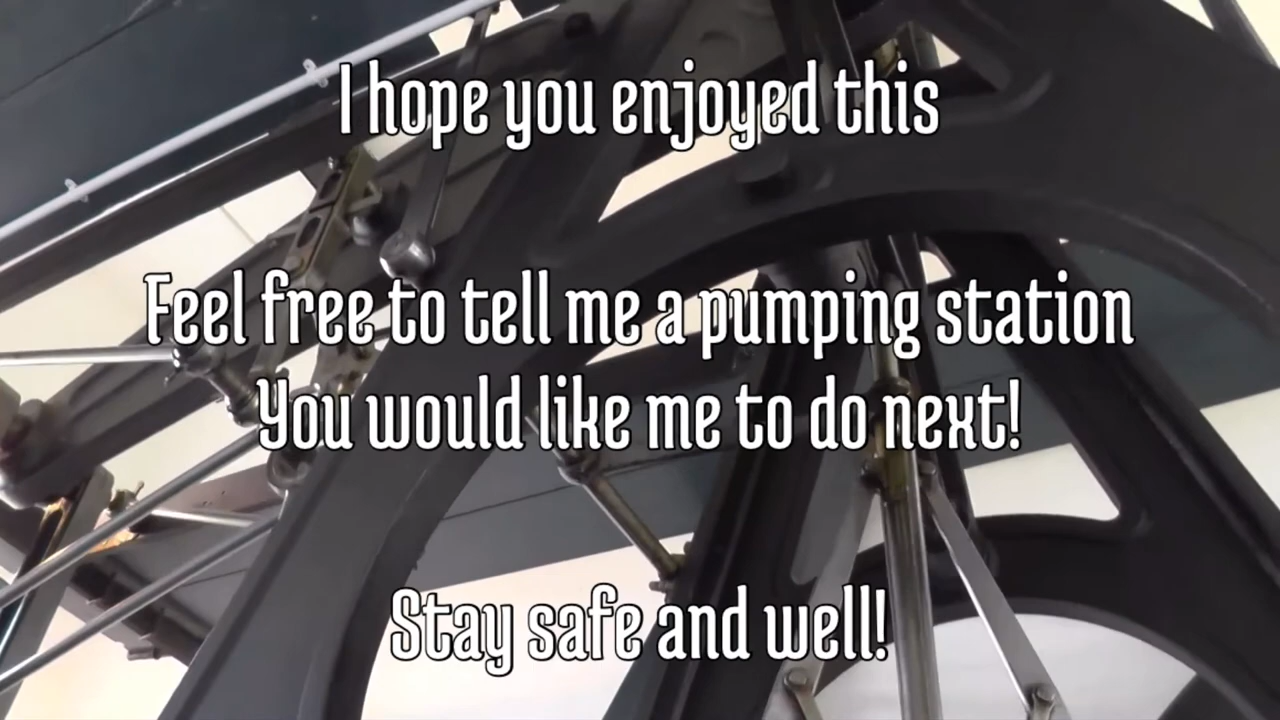 I hope you enjoyed this
Feel free to tell me a pumping station
You would like me to do next!
Stay safe and well!